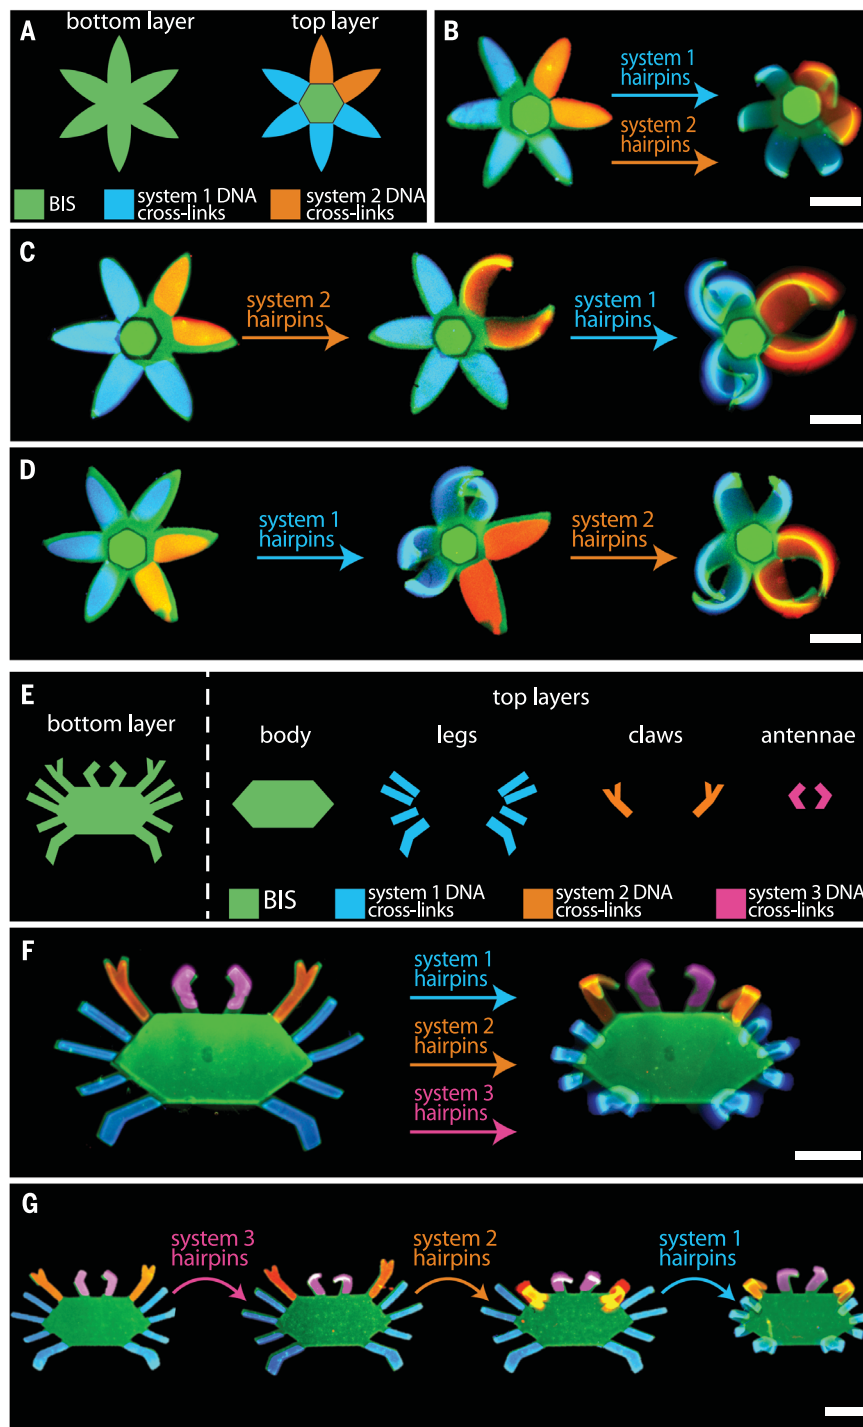 A
bottom layer
top layer
BIS
system 1 DNA
cross-links
system 2 DNA
cross-links
B
system 1
hairpins
system 2
hairpins
C
system 2
hairpins
system 1
hairpins
D
system 1
hairpins
system 2
hairpins
E
bottom layer
top layers
body
legs
claws
antennae
BIS
system 1 DNA
cross-links
system 2 DNA
cross-links
system 3 DNA
cross-links
F
system 1
hairpins
system 2
hairpins
system 3
hairpins
G
system 3
hairpins
system 2
hairpins
system 1
hairpins